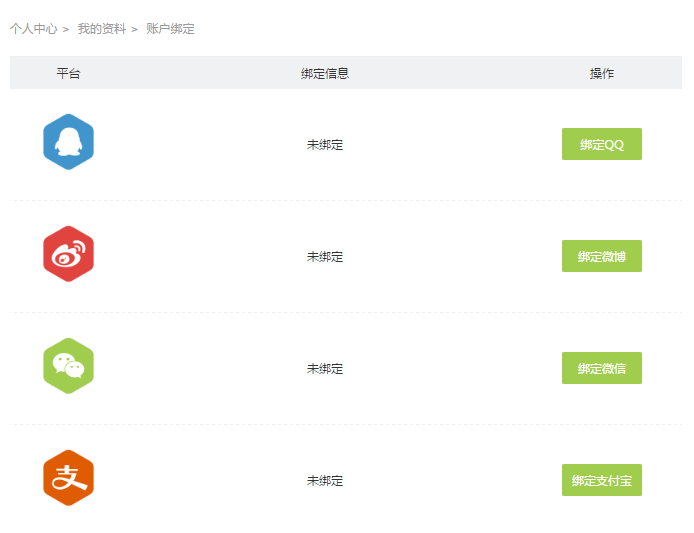 个人中心 > 我的资料 > 账户绑定
平台 绑定信息 操作
未绑定 绑定QQ
未绑定 绑定微博
未绑定 绑定微信
支 未绑定 绑定支付宝